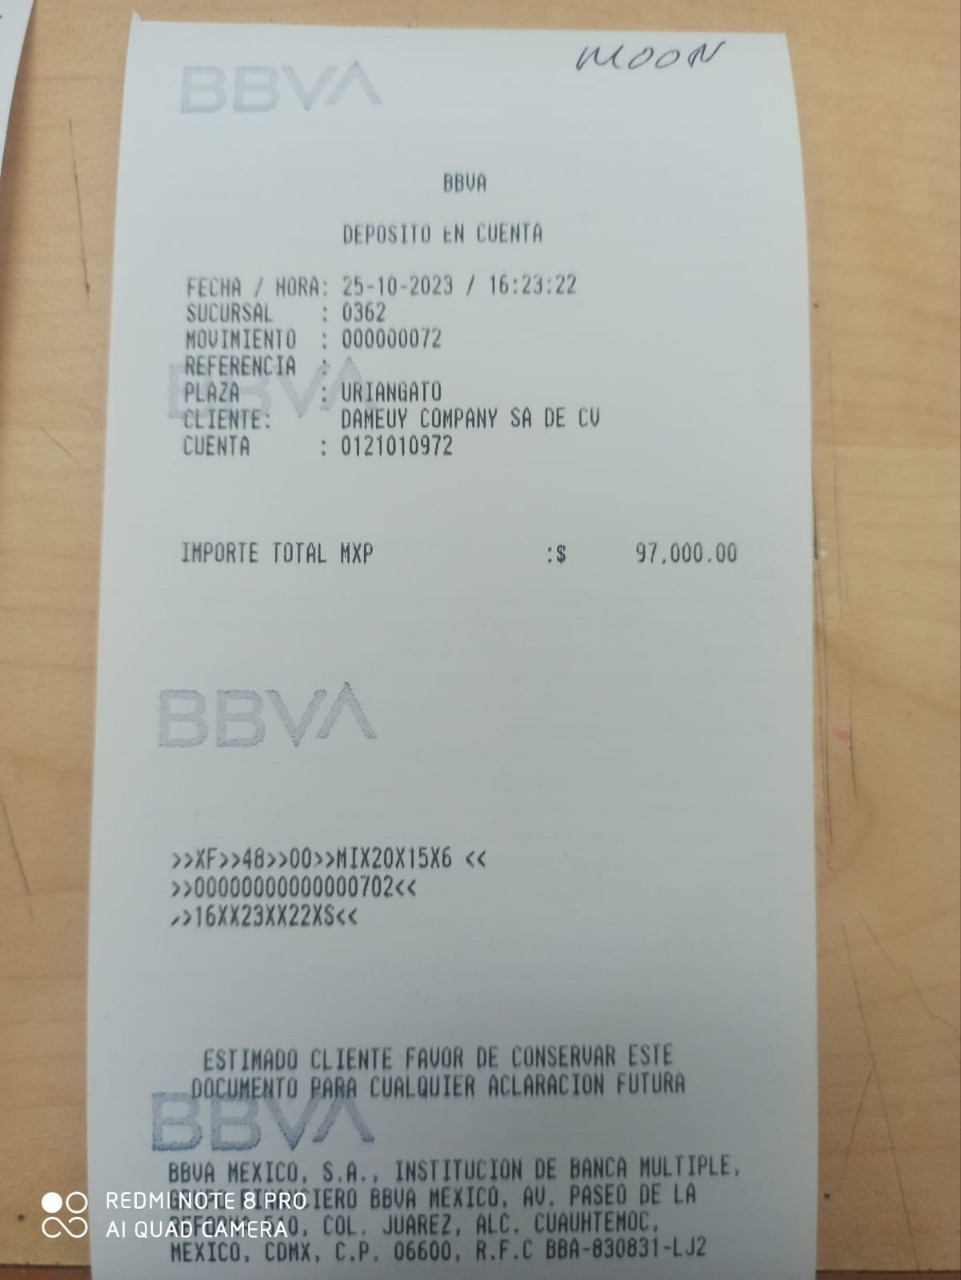 MOON
BBVA
BBVA
DEPOSITO EN CUENTA
FECHA / HORA: 25-10-2023 / 16:23:22
SUCURSAL : 0362
MOVIMIENTO : 000000072
REFERENCIA :
BBVA
PLAZA : URIANGATO
CLIENTE: DAMEUY COMPANY SA DE CV
CUENTA : 0121010972
IMPORTE TOTAL MXP :$ 97,000.00
BBVA
>>XF>>48>>00>>MIX20X15X6 <<
>>00000000000000702<<
>>16XX23XX22XS<<
ESTIMADO CLIENTE FAVOR DE CONSERVAR ESTE
DOCUMENTO PARA CUALQUIER ACLARACION FUTURA
BBVA
BBVA MEXICO, S.A., INSTITUCION DE BANCA MULTIPLE,
BBVA MEXICO, AV. PASEO DE LA
COL. JUAREZ, ALC. CUAUHTEMOC,
MEXICO, CDMX, C.P. 06600, R.F.C BBA-830831-LJ2
REDMI NOTE 8 PRO
AI QUAD CAMERA